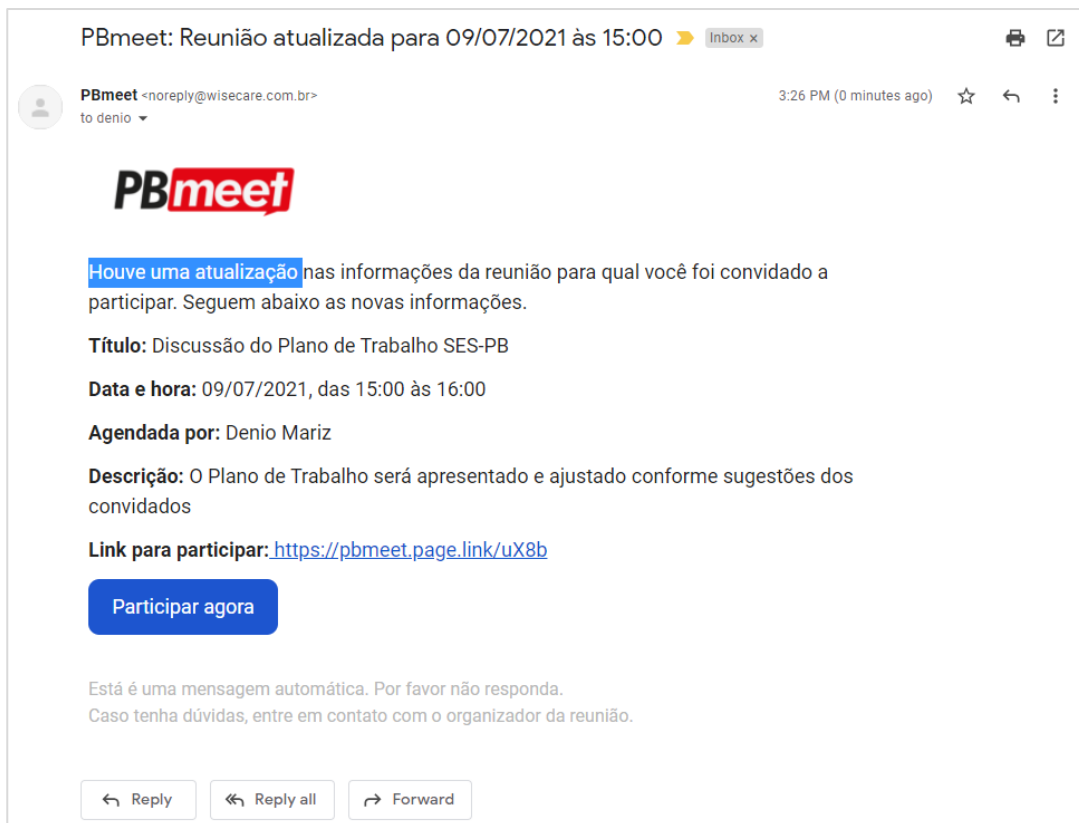 PBmeet: Reunião atualizada para 09/07/2021 às 15:00 Inbox x
PBmeet <noreply@wisecare.com.br> 3:26 PM (0 minutes ago)
to denio
PBmeet
Houve uma atualização nas informações da reunião para qual você foi convidado a
participar. Seguem abaixo as novas informações.
Título: Discussão do Plano de Trabalho SES-PB
Data e hora: 09/07/2021, das 15:00 às 16:00
Agendada por: Denio Mariz
Descrição: O Plano de Trabalho será apresentado e ajustado conforme sugestões dos
convidados
Link para participar: https://pbmeet.page.link/uX8b
Participar agora
Está é uma mensagem automática. Por favor não responda.
Caso tenha dúvidas, entre em contato com o organizador da reunião.
Reply Reply all Forward